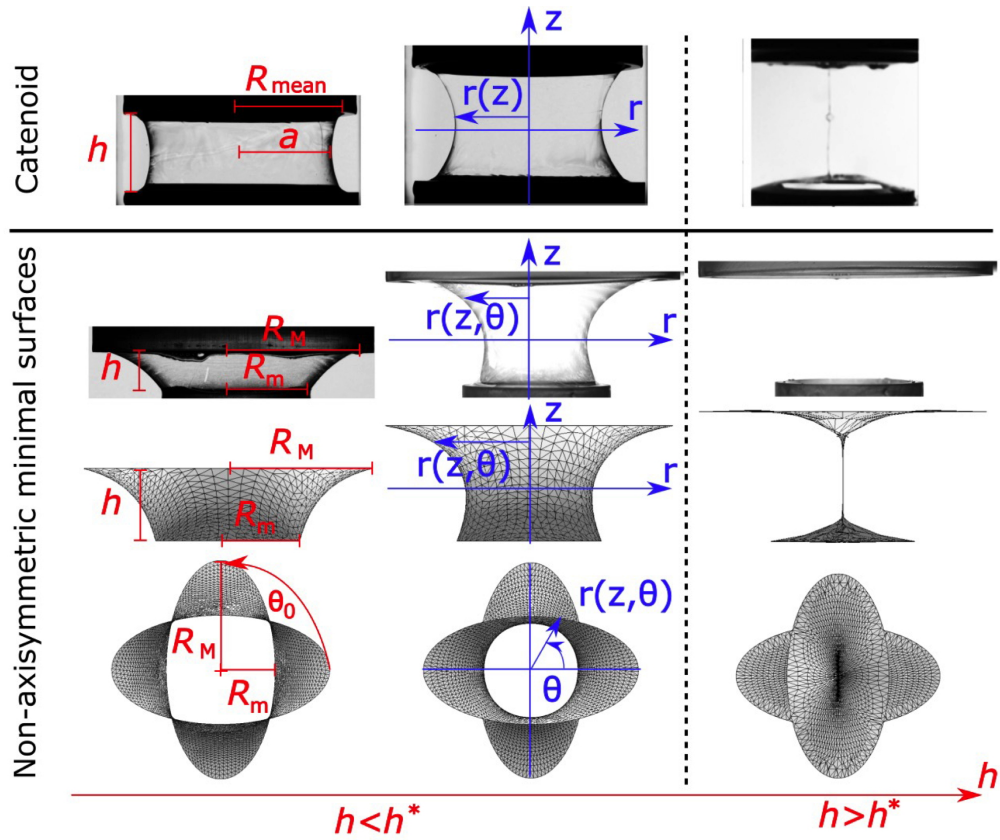 Catenoid
R mean
h
a
z
r(z)
r
Non-axisymmetric minimal surfaces
R M
h
R m
z
r(z,θ)
r
R M
h
R m
z
r(z,θ)
r
θ0
R M
R m
r(z,θ)
θ
h
h<h*
h>h*